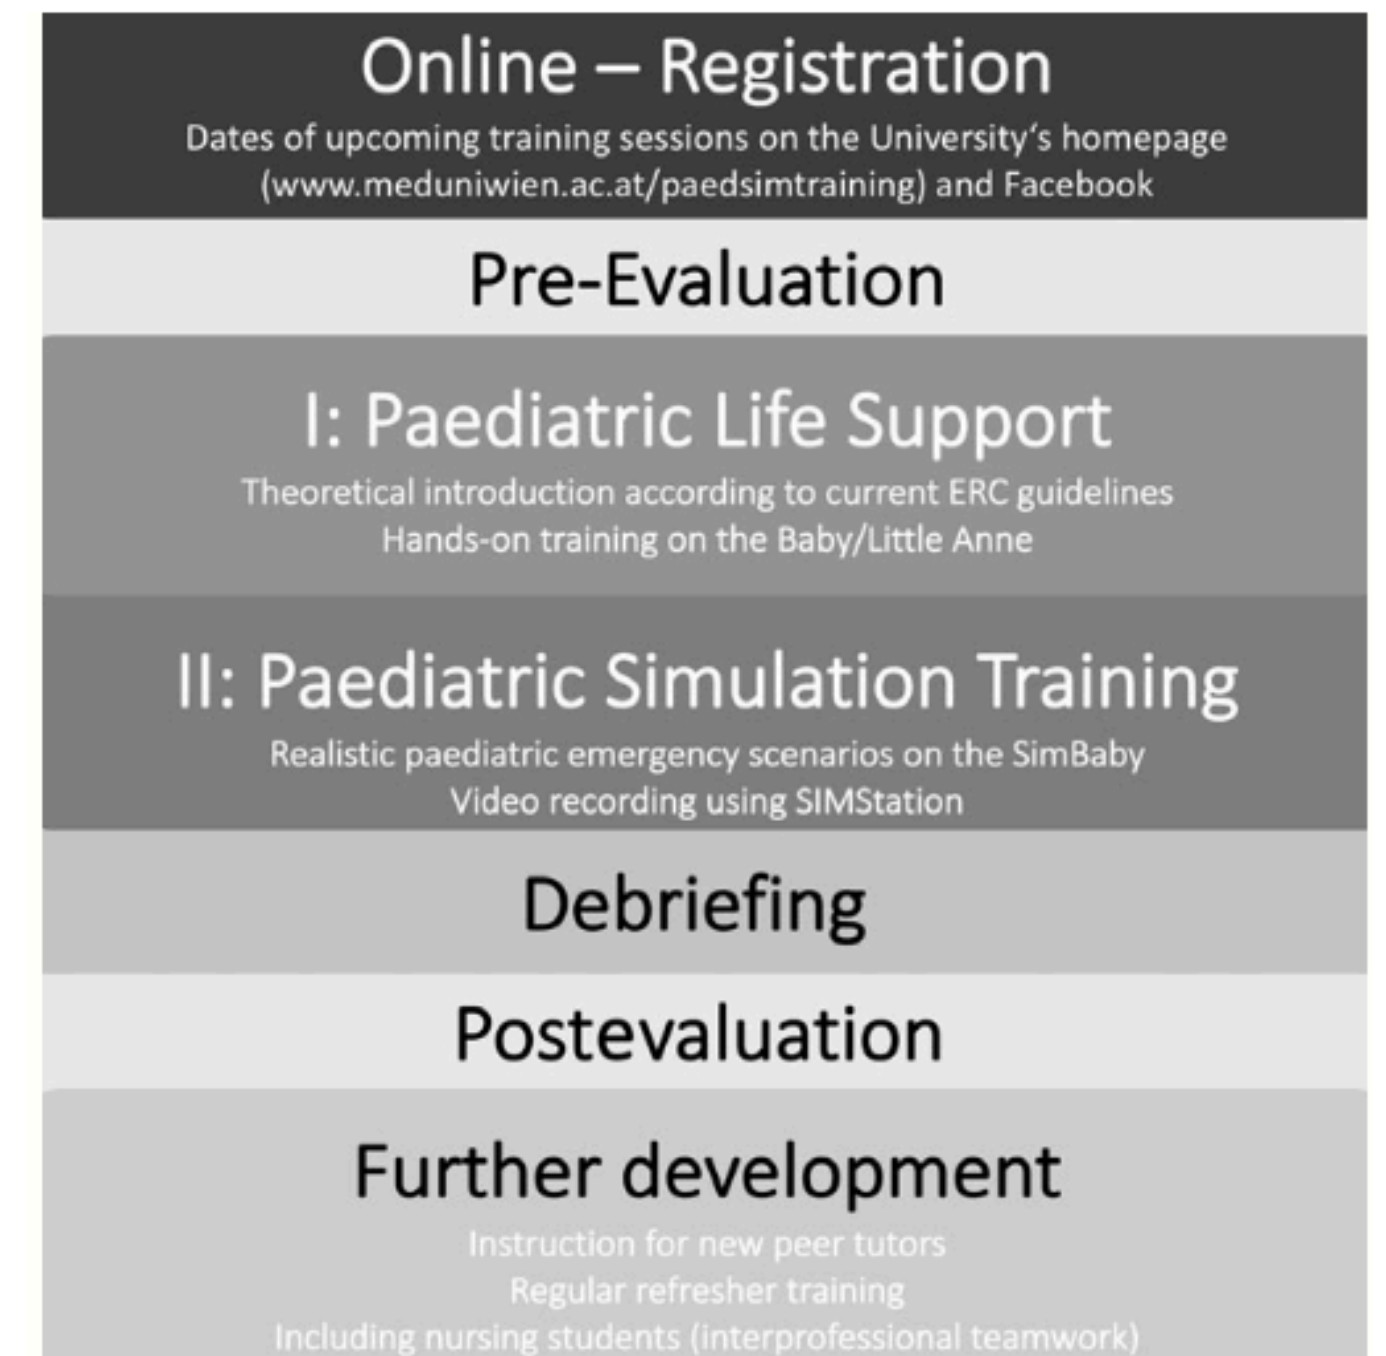 Online – Registration
Dates of upcoming training sessions on the University‘s homepage
(www.meduniwien.ac.at/paedsimtraining) and Facebook
Pre-Evaluation
I: Paediatric Life Support
Theoretical introduction according to current ERC guidelines
Hands-on training on the Baby/Little Anne
II: Paediatric Simulation Training
Realistic paediatric emergency scenarios on the SimBaby
Video recording using SIMStation
Debriefing
Postevaluation
Further development
Instruction for new peer tutors
Regular refresher training
Including nursing students (interprofessional teamwork)